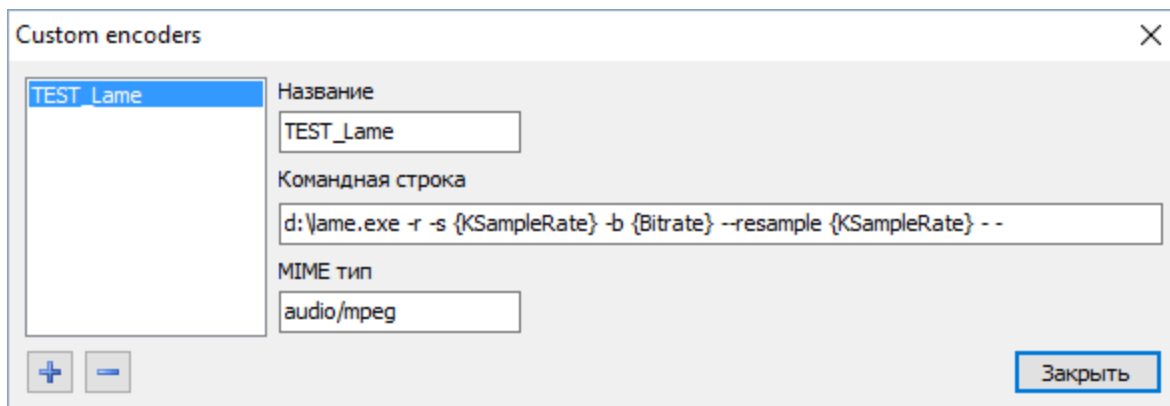 Custom encoders
TEST_Lame
Название
TEST_Lame
Командная строка
d:\lame.exe -r -s {KSampleRate} -b {Bitrate} --resample {KSampleRate} - -
MIME тип
audio/mpeg
Закрыть